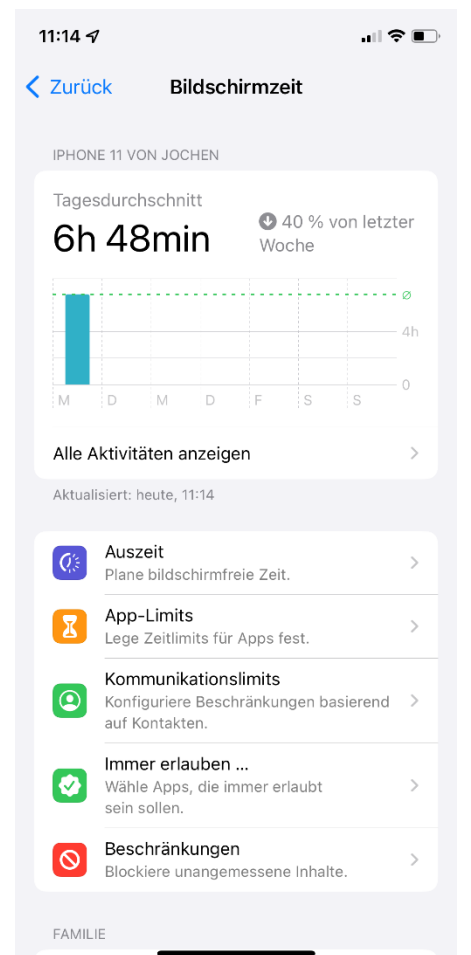 11:14
Zurück
Bildschirmzeit
IPHONE 11 VON JOCHEN
Tagesdurchschnitt
6h 48min
40 % von letzter
Woche
ø
4h
0
M D M D F S S
Alle Aktivitäten anzeigen
Aktualisiert: heute, 11:14
Auszeit
Plane bildschirmfreie Zeit.
App-Limits
Lege Zeitlimits für Apps fest.
Kommunikationslimits
Konfiguriere Beschränkungen basierend
auf Kontakten.
Immer erlauben ...
Wähle Apps, die immer erlaubt
sein sollen.
Beschränkungen
Blockiere unangemessene Inhalte.
FAMILIE